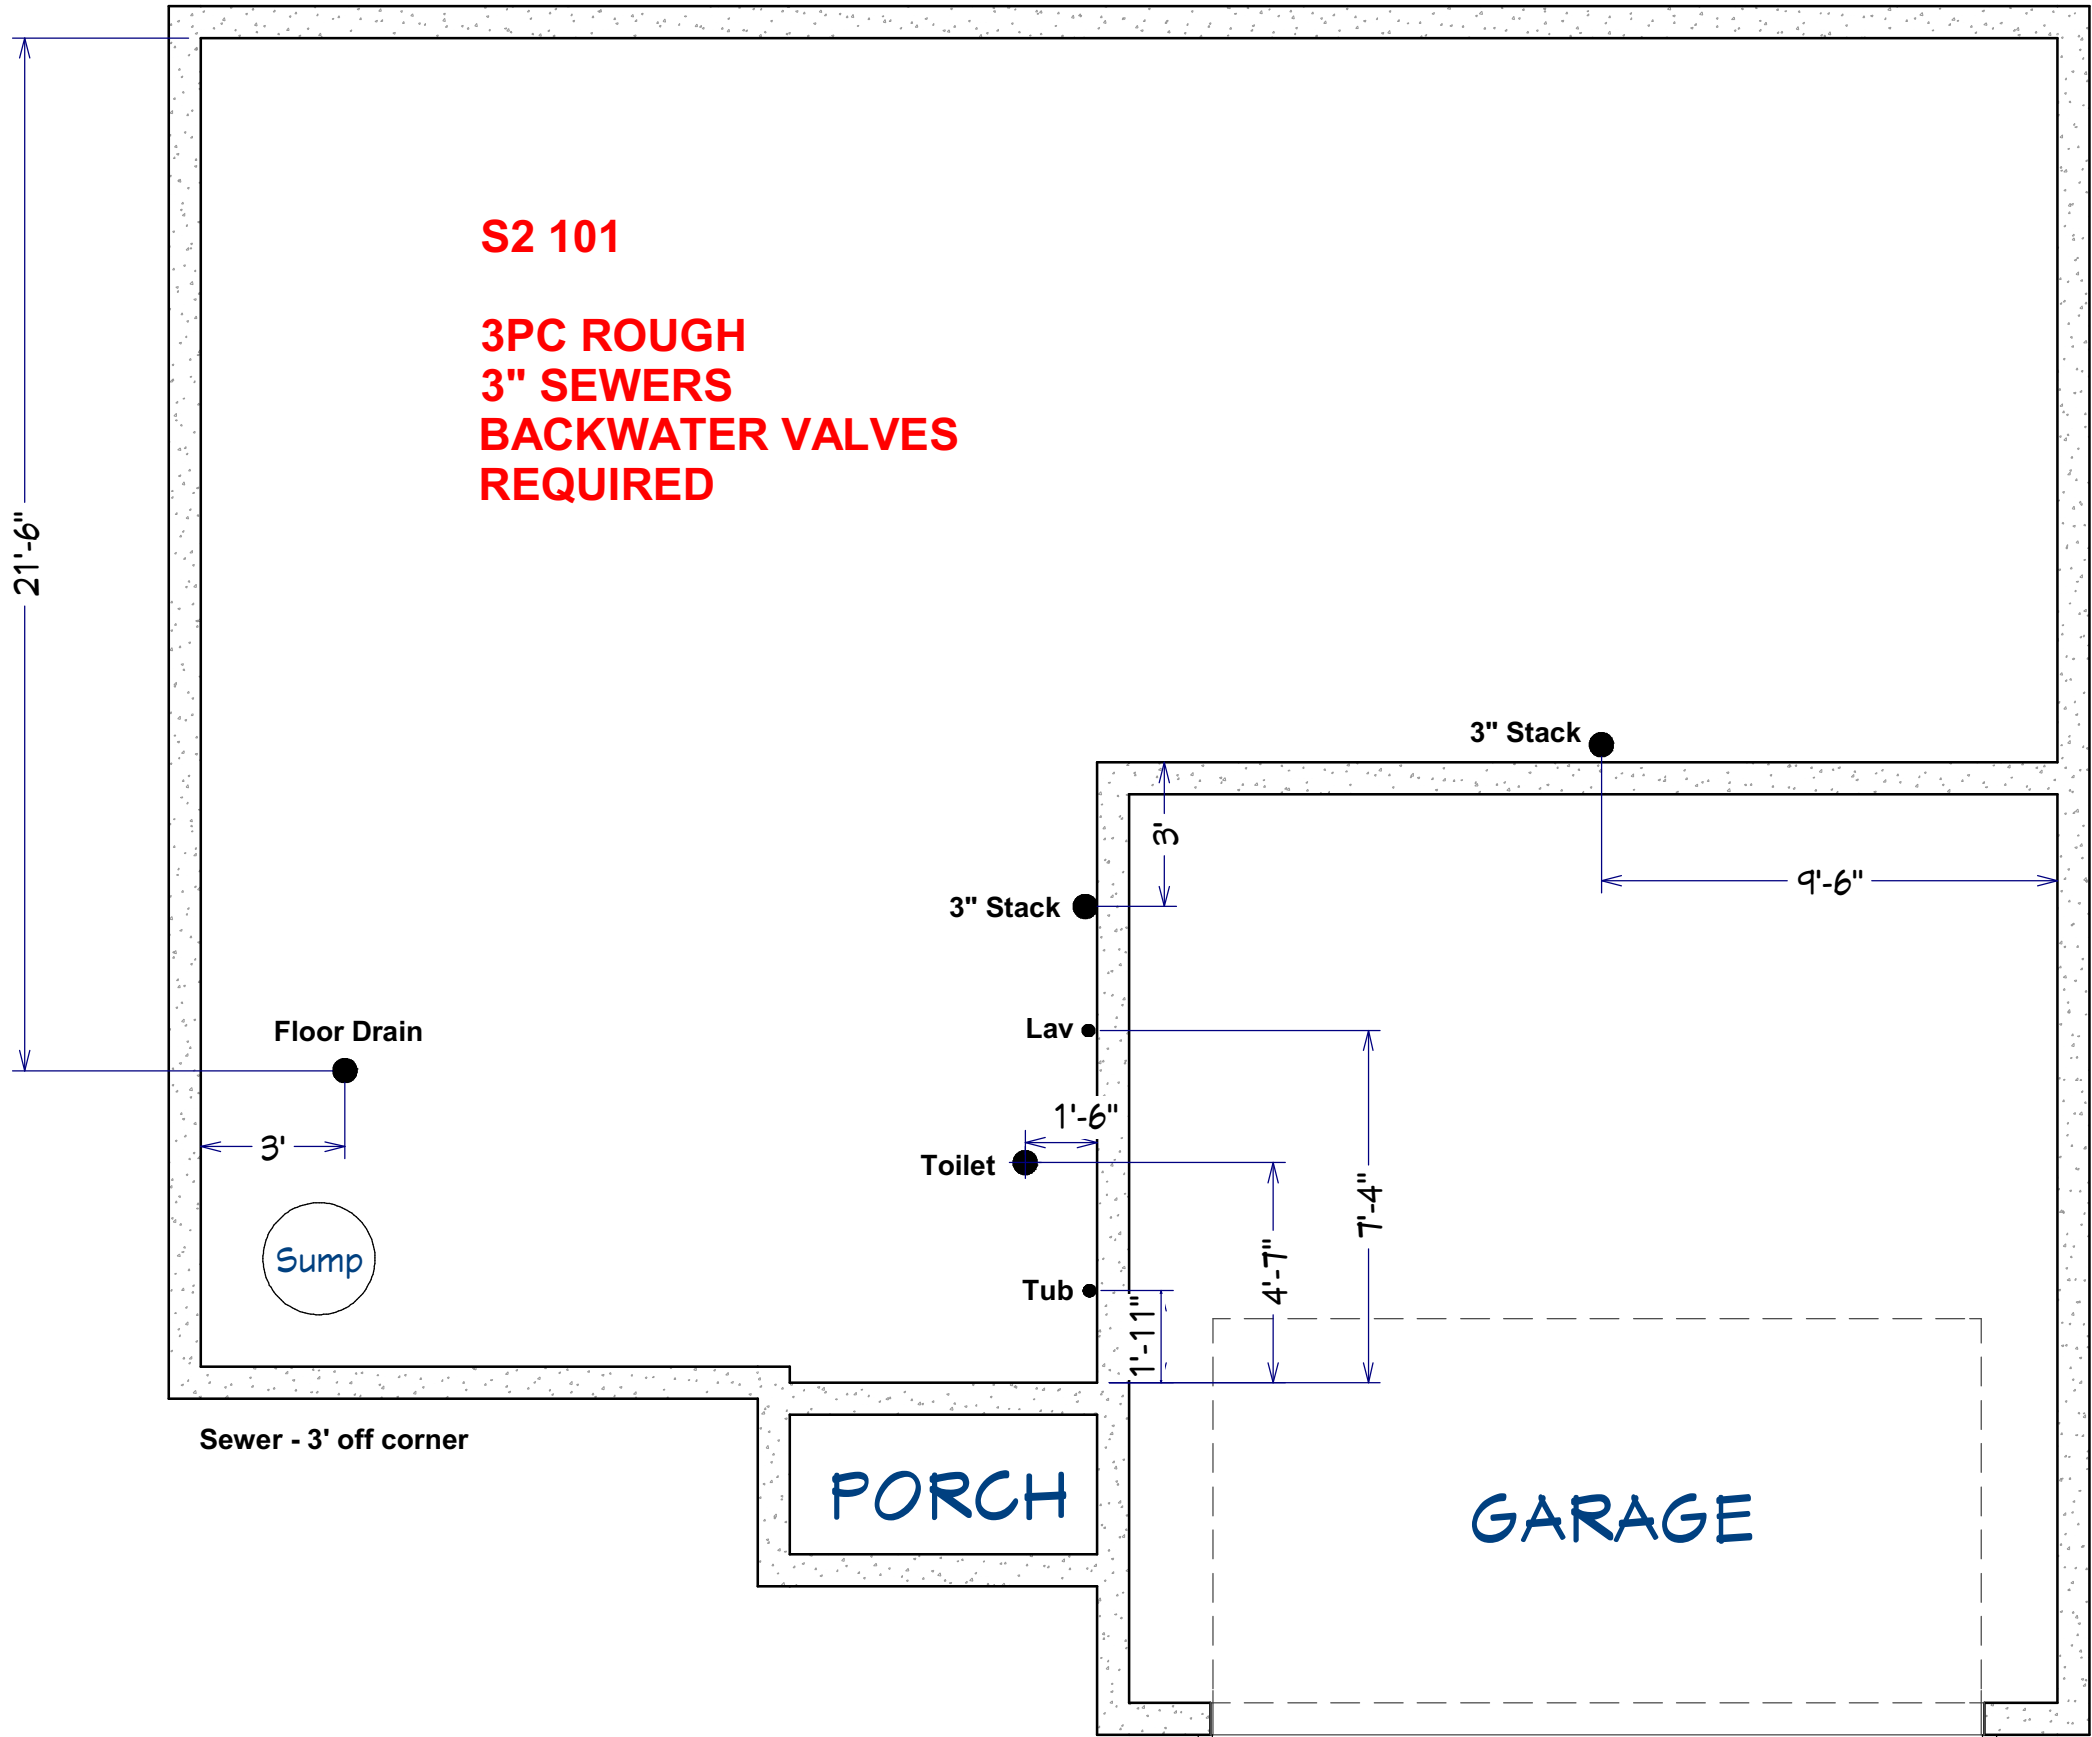 S2 101
3PC ROUGH
3" SEWERS
BACKWATER VALVES
REQUIRED
21'-6"
3" Stack
3'
9'-6"
3" Stack
Lav
Floor Drain
1'-6"
3'
Toilet
7'-4"
4'-7"
Sump
Tub
1'-11"
Sewer - 3' off corner
PORCH
GARAGE